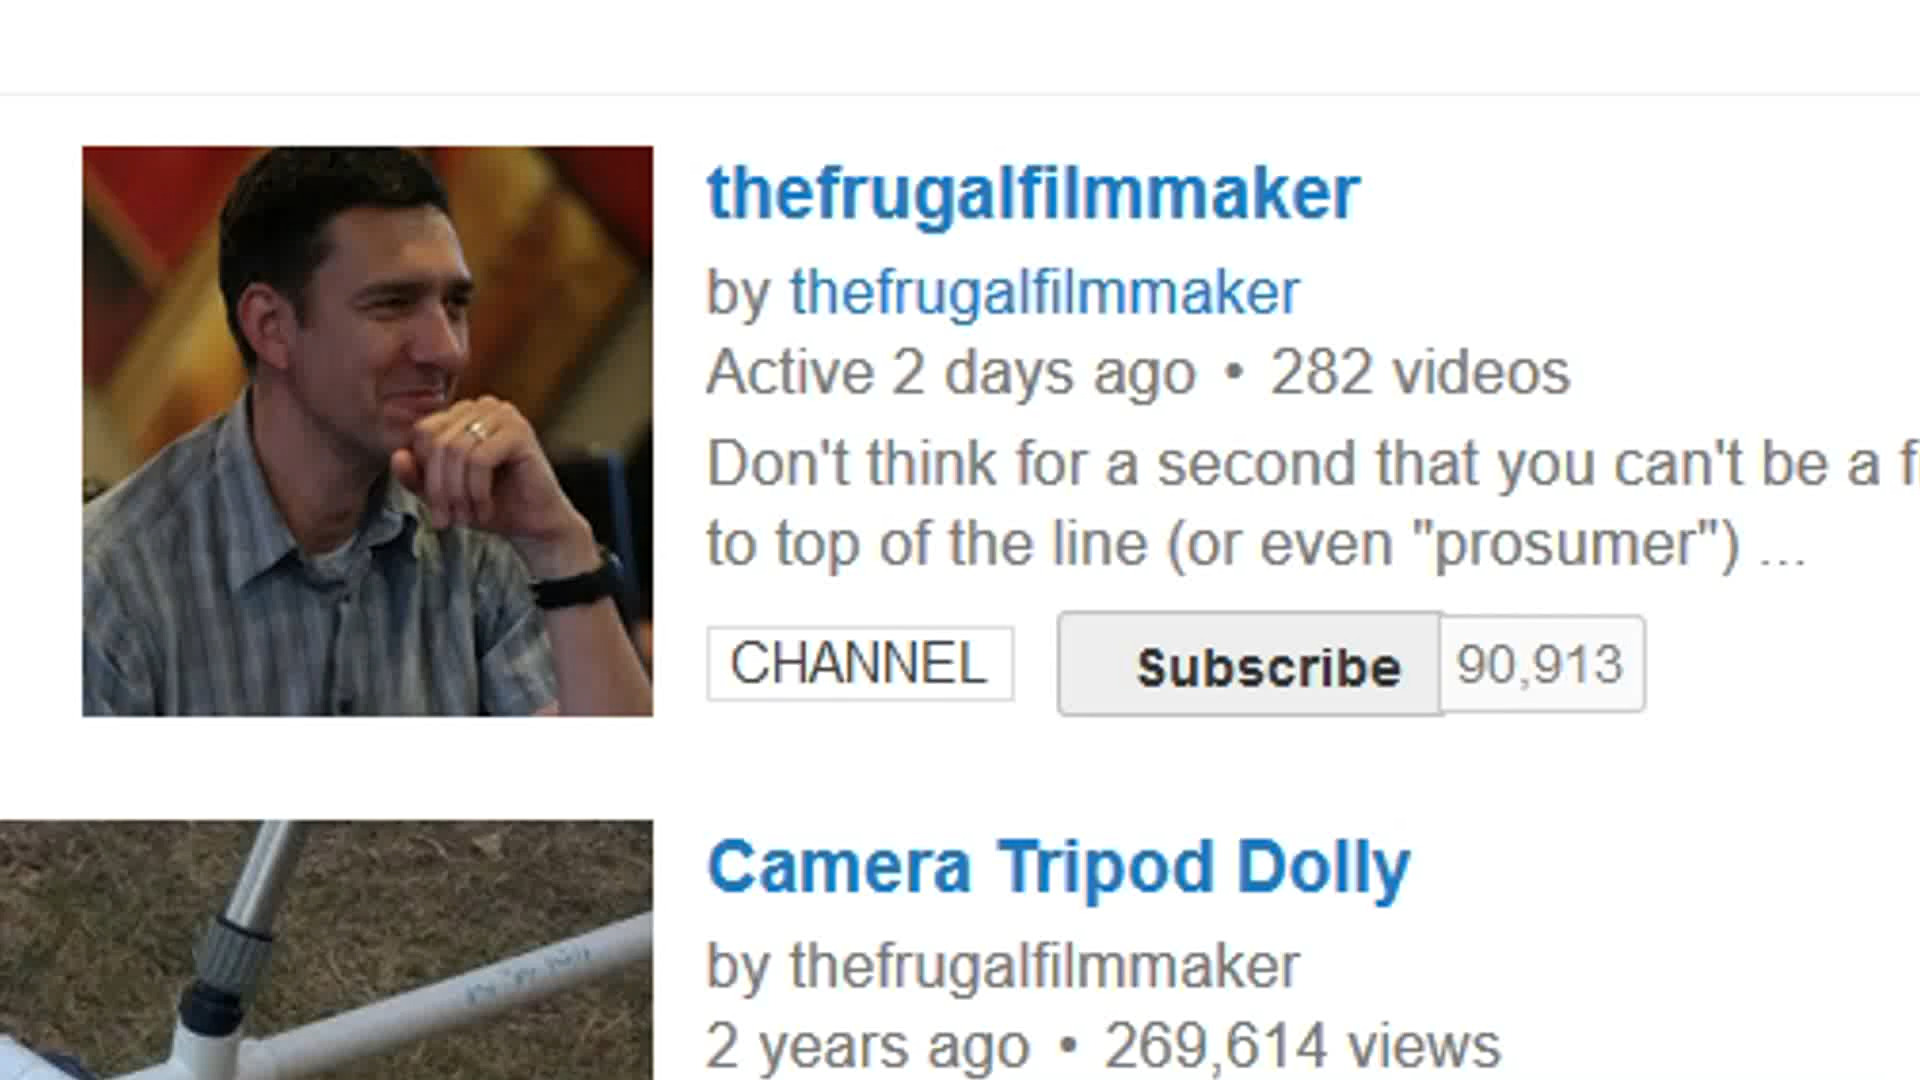 thefrugalfilmmaker
by thefrugalfilmmaker
Active 2 days ago • 282 videos
Don't think for a second that you can't be a
to top of the line (or even "prosumer") ...
CHANNEL
Subscribe 90,913
Camera Tripod Dolly
by thefrugalfilmmaker
2 years ago • 269,614 views